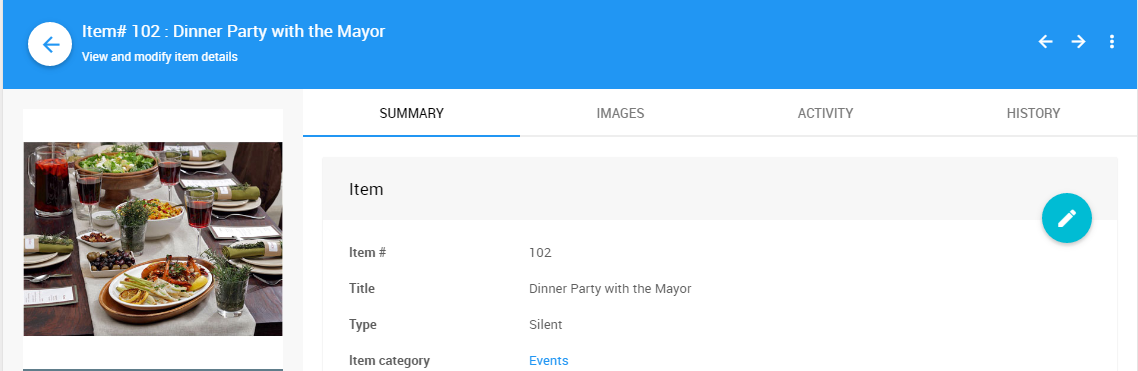 Item# 102 : Dinner Party with the Mayor
View and modify item details
SUMMARY IMAGES ACTIVITY HISTORY
Item
Item # 102
Title Dinner Party with the Mayor
Type Silent
Item category Events